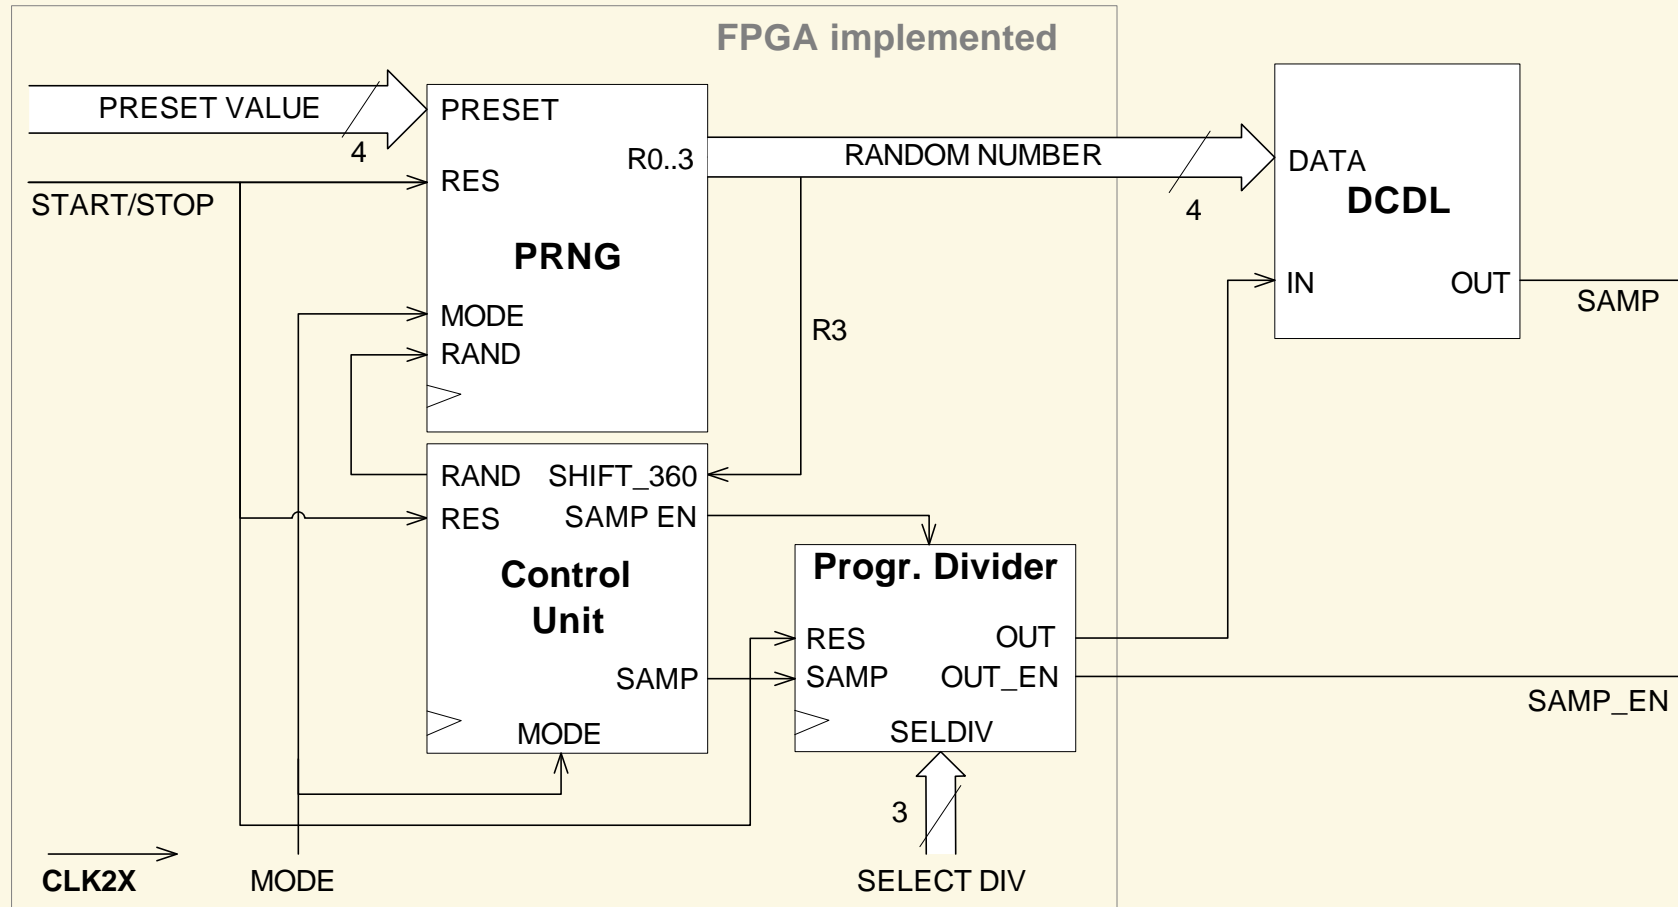 FPGA implemented
PRESET VALUE
4
PRESET
RES
R0..3
PRNG
MODE
RAND
START/STOP
RANDOM NUMBER
4
R3
DATA
DCDL
IN
OUT
SAMP
RAND
SHIFT_360
RES
SAMP EN
Control
Unit
SAMP
MODE
Progr. Divider
RES
OUT
SAMP
OUT_EN
SELDIV
SAMP_EN
3
CLK2X
MODE
SELECT DIV